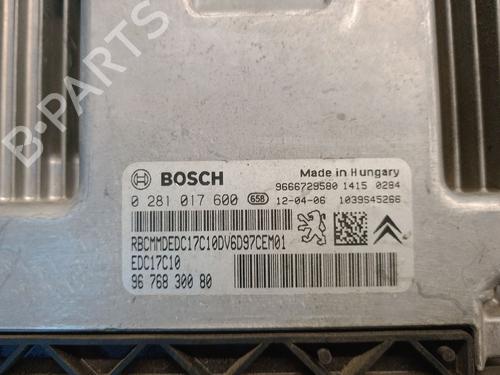 B-PARTS
BOSCH
Made in Hungary
9666729580 1415 0284
0 281 017 600 658 12-04-06 1039S45266
RBCMMDEDC17C10DV6D97CEM01
EDC17C10
96 768 300 80